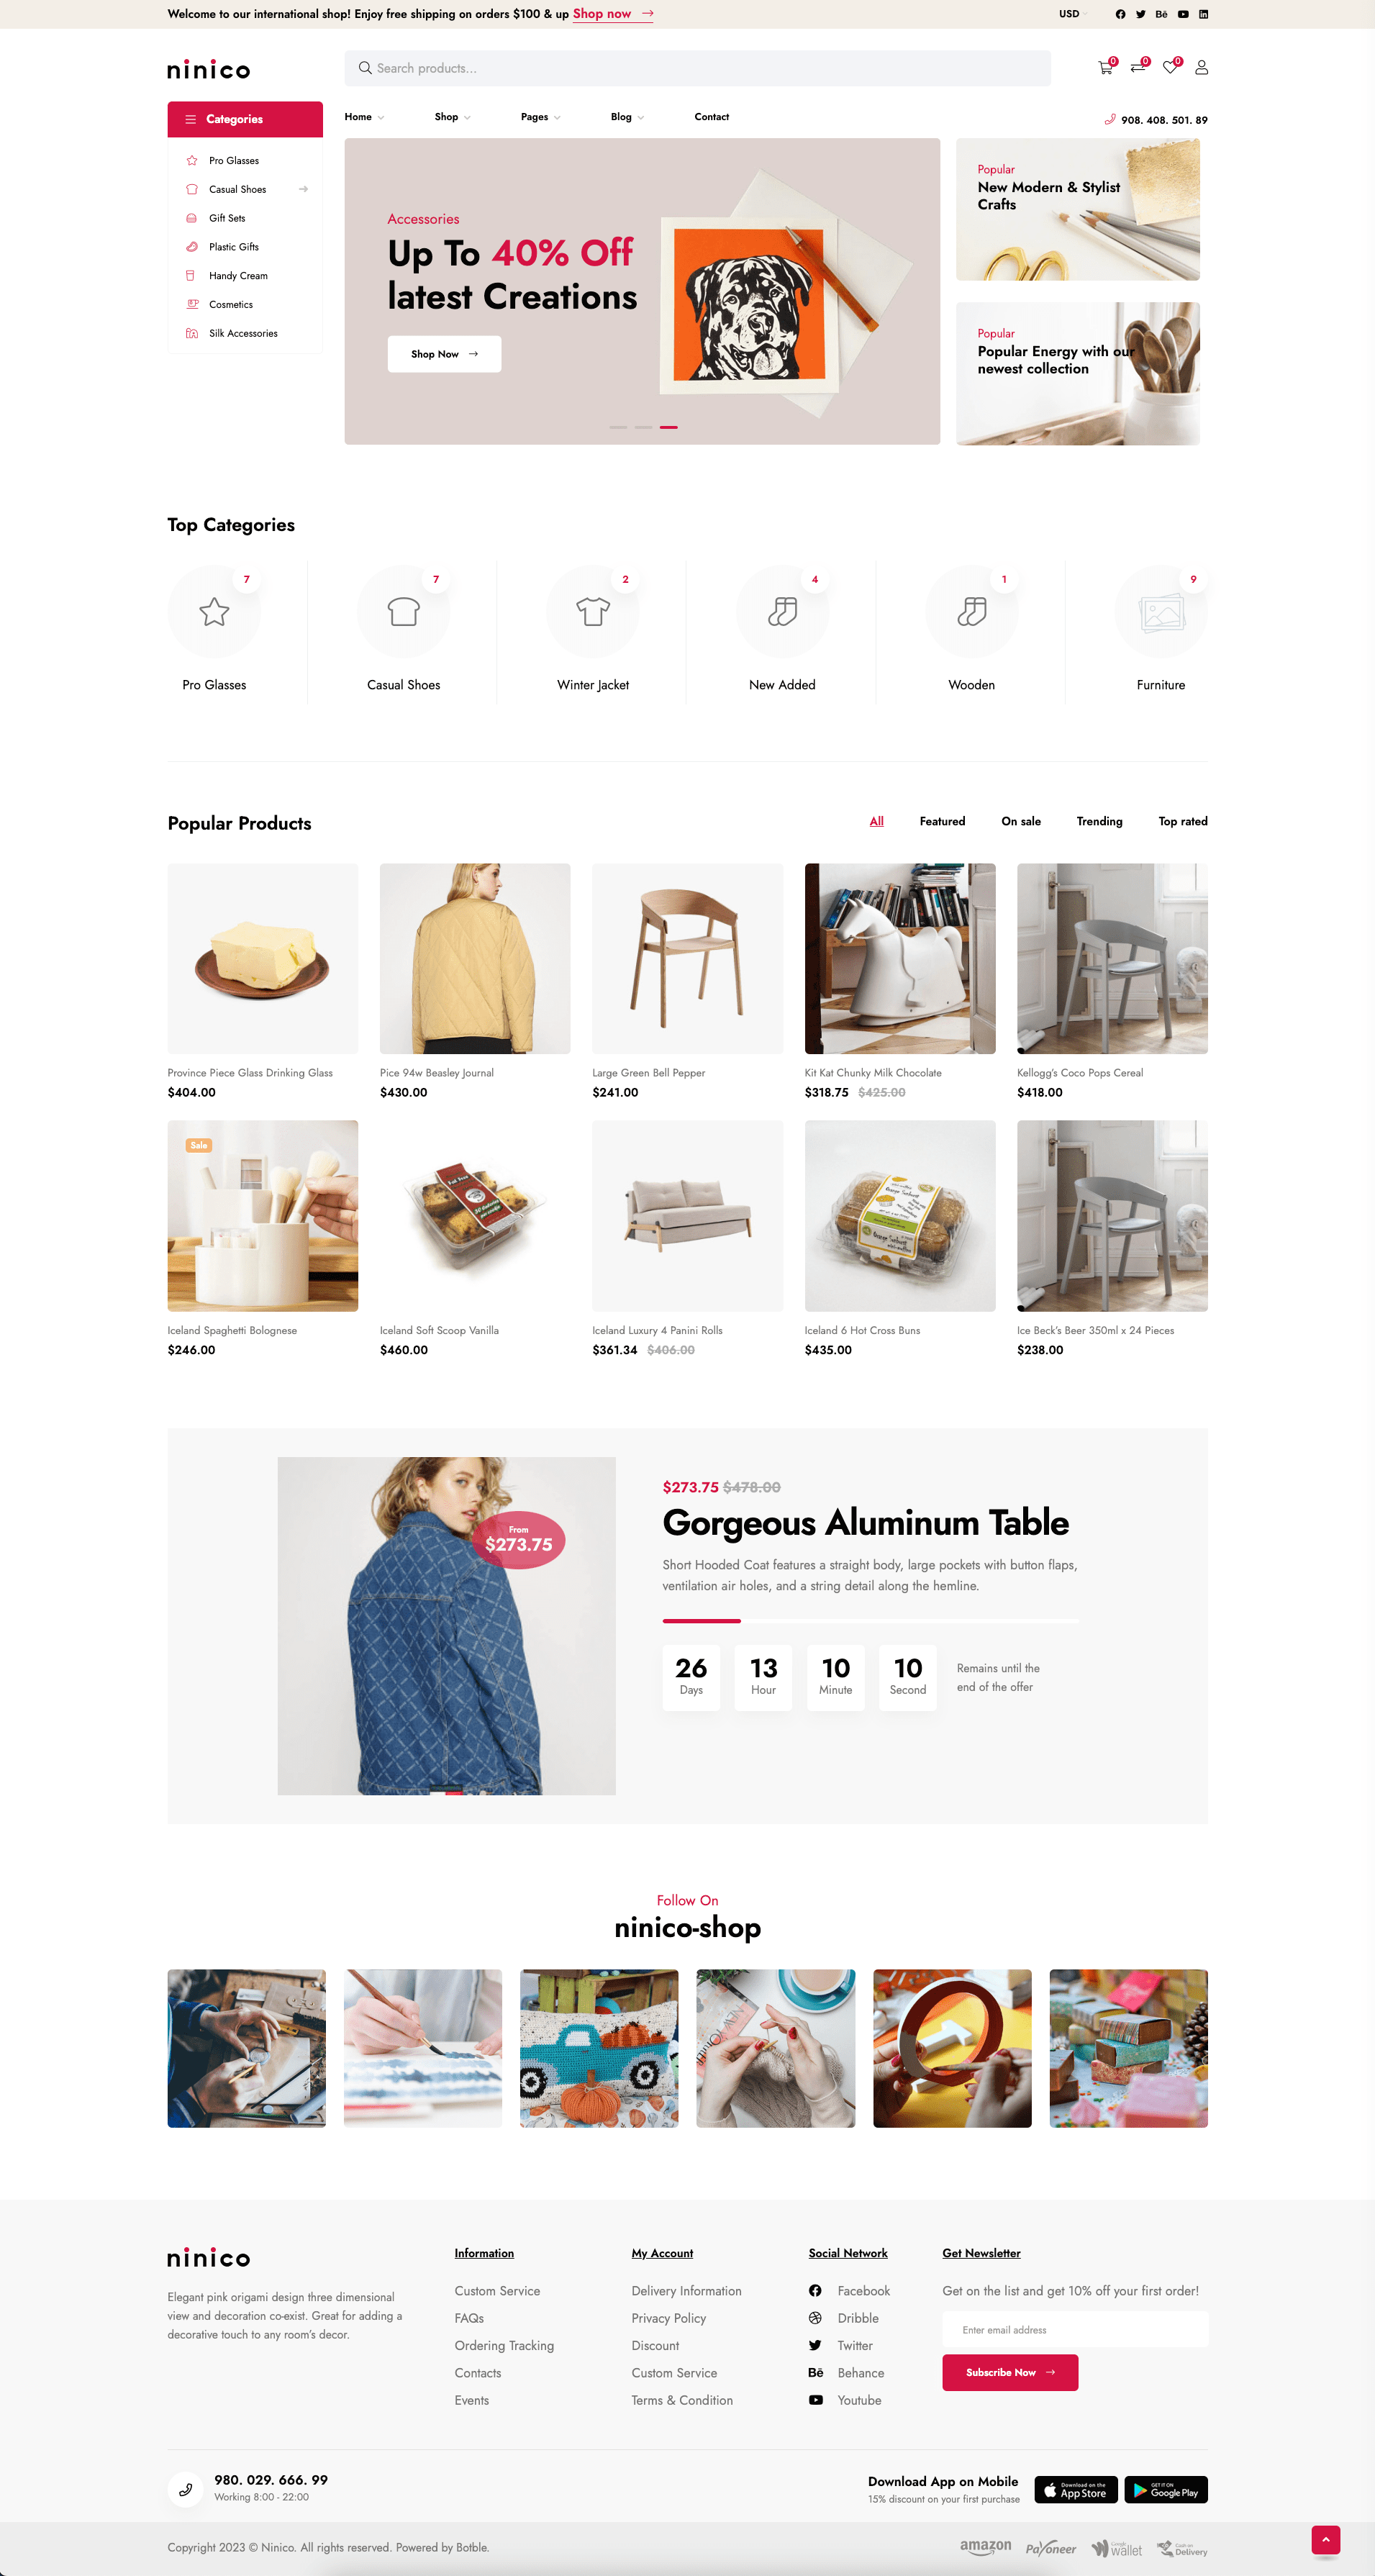 Welcome to our international shop! Enjoy free shipping on orders $100 & up Shop now
USD
ninico
Search products...
0
0
0
Categories
Home
Shop
Pages
Blog
Contact
908. 408. 501. 89
Pro Glasses
Casual Shoes
Gift Sets
Plastic Gifts
Handy Cream
Cosmetics
Silk Accessories
Accessories
Up To 40% Off
latest Creations
Shop Now
Popular
New Modern & Stylist
Crafts
Popular
Popular Energy with our
newest collection
Top Categories
7
7
2
4
1
9
Pro Glasses
Casual Shoes
Winter Jacket
New Added
Wooden
Furniture
Popular Products
All
Featured
On sale
Trending
Top rated
Province Piece Glass Drinking Glass
$404.00
Pice 94w Beasley Journal
$430.00
Large Green Bell Pepper
$241.00
Kit Kat Chunky Milk Chocolate
$318.75 $425.00
Kellogg's Coco Pops Cereal
$418.00
Sale
Iceland Spaghetti Bolognese
$246.00
Iceland Soft Scoop Vanilla
$460.00
Iceland Luxury 4 Panini Rolls
$361.34 $406.00
Iceland 6 Hot Cross Buns
$435.00
Ice Beck's Beer 350ml x 24 Pieces
$238.00
From
$273.75
$273.75 $478.00
Gorgeous Aluminum Table
Short Hooded Coat features a straight body, large pockets with button flaps,
ventilation air holes, and a string detail along the hemline.
26
Days
13
Hour
10
Minute
10
Second
Remains until the
end of the offer
Follow On
ninico-shop
ninico
Elegant pink origami design three dimensional
view and decoration co-exist. Great for adding a
decorative touch to any room's decor.
Information
Custom Service
FAQs
Ordering Tracking
Contacts
Events
My Account
Delivery Information
Privacy Policy
Discount
Custom Service
Terms & Condition
Social Network
Facebook
Dribble
Twitter
Bē Behance
Youtube
Get Newsletter
Get on the list and get 10% off your first order!
Enter email address
Subscribe Now
980. 029. 666. 99
Working 8:00 - 22:00
Download App on Mobile
15% discount on your first purchase
Download on the
App Store
GET IT ON
Google Play
Copyright 2023 © Ninico. All rights reserved. Powered by Botble.
amazon
Payoneer
Google
wallet
Cash on
Delivery